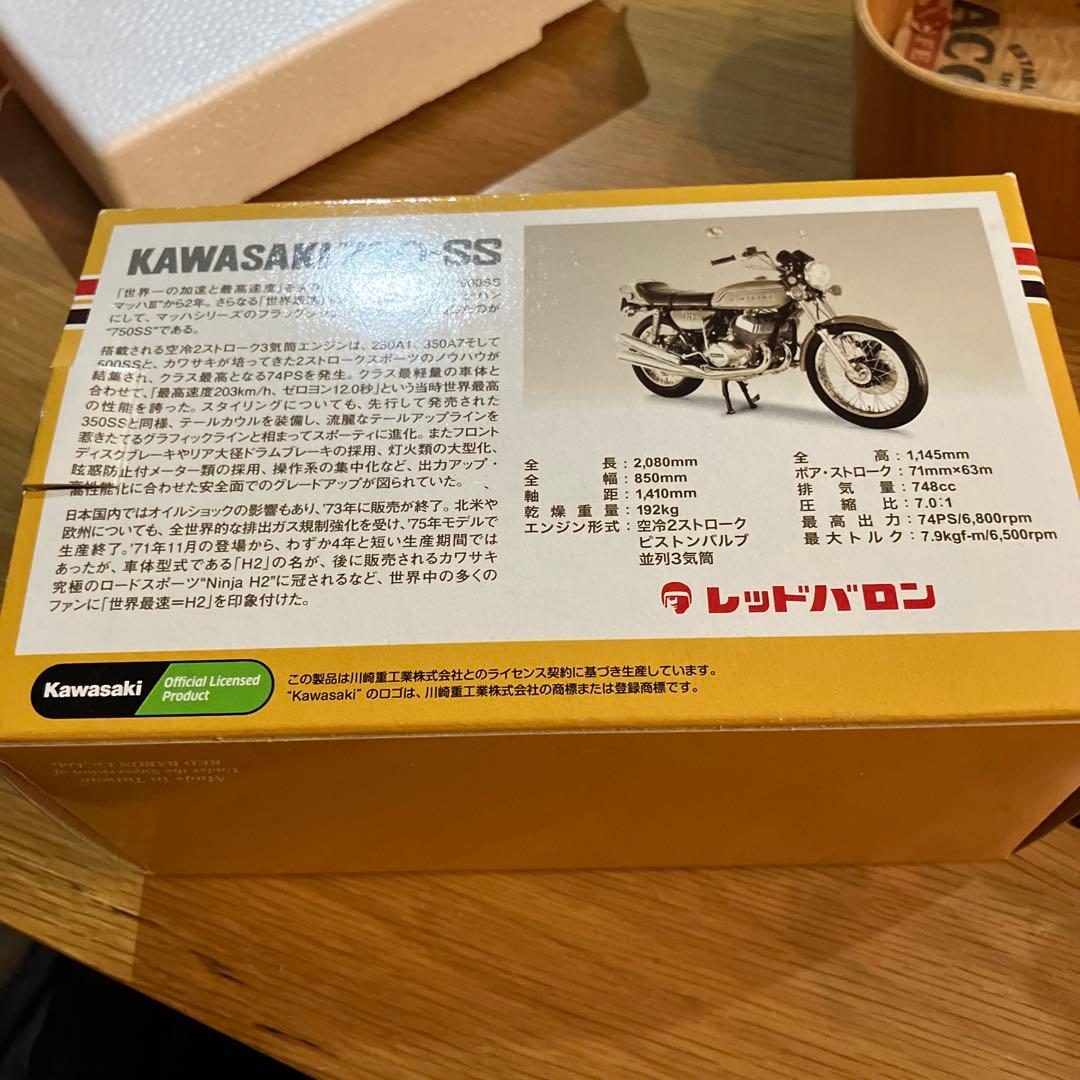 KAWASAKI -SS
「世界一の加速と最高速度」を 500SS
マッハⅢ"から2年。さらなる「世界
にして、マッハシリーズのフラッグシ のが
"750SS"である。
搭載される空冷2ストローク3気筒エンジンは、250A1、350A7そして
500SSと、カワサキが培ってきた2ストロークスポーツのノウハウが
結集され、クラス最高となる74PSを発生。クラス最軽量の車体と
合わせて、「最高速度203km/h、ゼロヨン12.0秒」という当時世界最高
の性能を誇った。スタイリングについても、先行して発売された
350SSと同様、テールカウルを装備し、流麗なテールアップラインを
惹きたてるグラフィックラインと相まってスポーティに進化。またフロント
ディスクブレーキやリア大径ドラムブレーキの採用、灯火類の大型化、
眩惑防止付メーター類の採用、操作系の集中化など、出力アップ・
高性能化に合わせた安全面でのグレードアップが図られていた。
日本国内ではオイルショックの影響もあり、'73年に販売が終了。北米や
欧州についても、全世界的な排出ガス規制強化を受け、'75年モデルで
生産終了。'71年11月の登場から、わずか4年と短い生産期間では
あったが、車体型式である「H2」の名が、後に販売されるカワサキ
究極のロードスポーツ"Ninja H2"に冠されるなど、世界中の多くの
ファンに「世界最速=H2」を印象付けた。
全長:2,080mm
全幅:850mm
軸距:1,410mm
乾燥重量:192kg
エンジン形式:空冷2ストローク
ピストンバルブ
並列3気筒
全高:1,145mm
ボア・ストローク:71mm×63m
排気量:748cc
圧縮比:7.0:1
最高出力:74PS/6,800rpm
最大トルク:7.9kgf-m/6,500rpm
レッドバロン
Kawasaki
Official Licensed
Product
この製品は川崎重工業株式会社とのライセンス契約に基づき生産しています。
"Kawasaki"のロゴは、川崎重工業株式会社の商標または登録商標です。
RED BARON Co., Ltd.
Under the Supervision of
Made in Taiwan
ACO